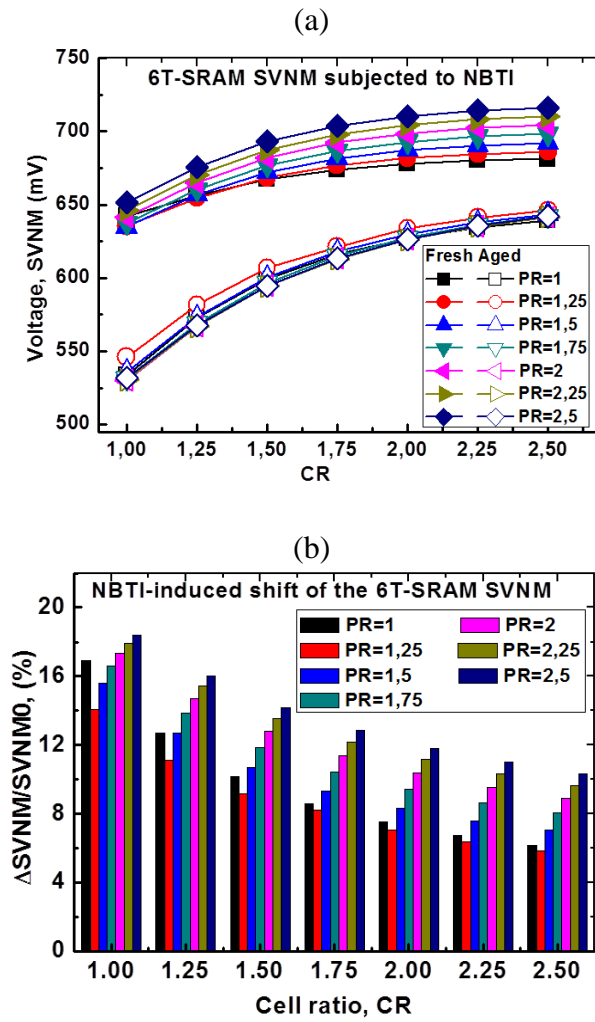 (a)
6T-SRAM SVNM subjected to NBTI
Voltage, SVNM (mV)
750
700
650
600
550
500
Fresh Aged
PR=1
PR=1,25
PR=1,5
PR=1,75
PR=2
PR=2,25
PR=2,5
1,00 1,25 1,50 1,75 2,00 2,25 2,50
CR
(b)
NBTI-induced shift of the 6T-SRAM SVNM
ΔSVNM/SVNM0, (%)
20
16
12
8
4
0
PR=1 PR=2
PR=1,25 PR=2,25
PR=1,5 PR=2,5
PR=1,75
1.00 1.25 1.50 1.75 2.00 2.25 2.50
Cell ratio, CR